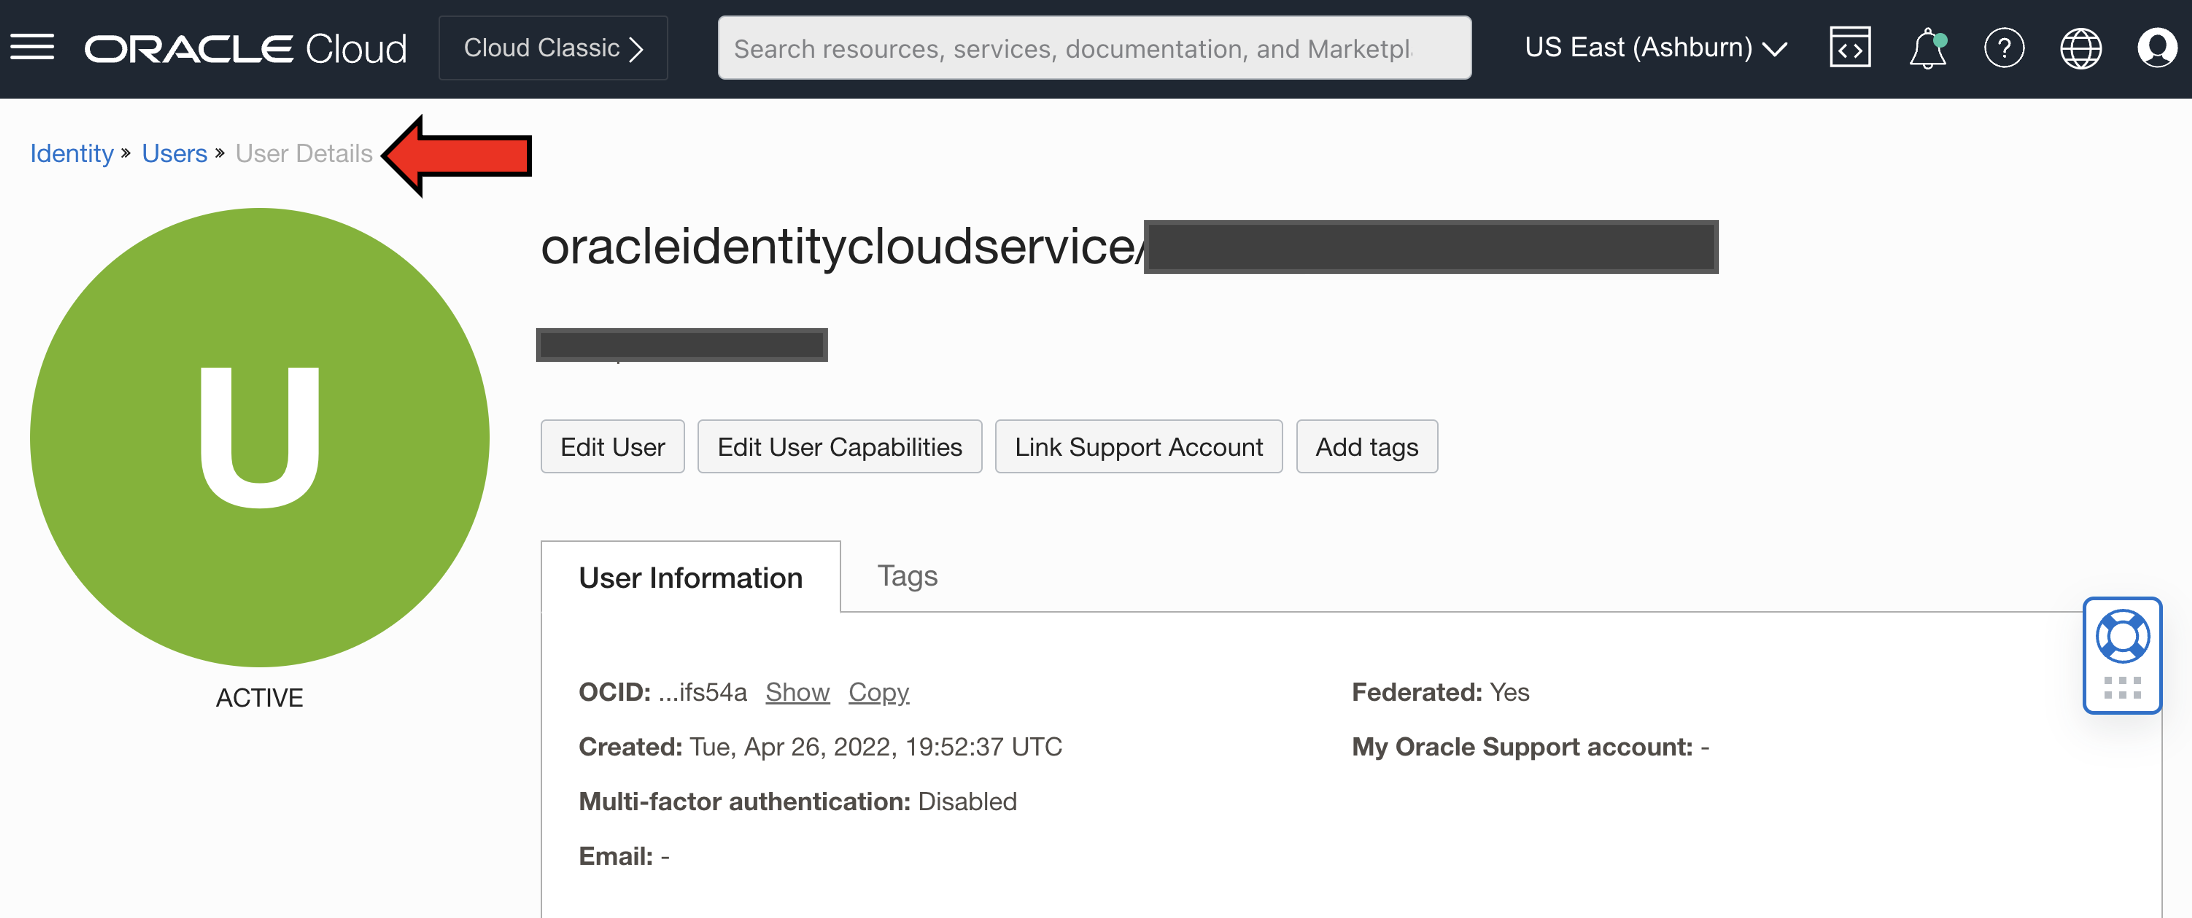 ORACLE Cloud
Cloud Classic
Search resources, services, documentation, and Marketpl
US East (Ashburn)
Identity » Users » User Details
oracleidentitycloudservice/
U
ACTIVE
Edit User
Edit User Capabilities
Link Support Account
Add tags
User Information
Tags
OCID: ...ifs54a Show Copy
Federated: Yes
Created: Tue, Apr 26, 2022, 19:52:37 UTC
My Oracle Support account: -
Multi-factor authentication: Disabled
Email: -